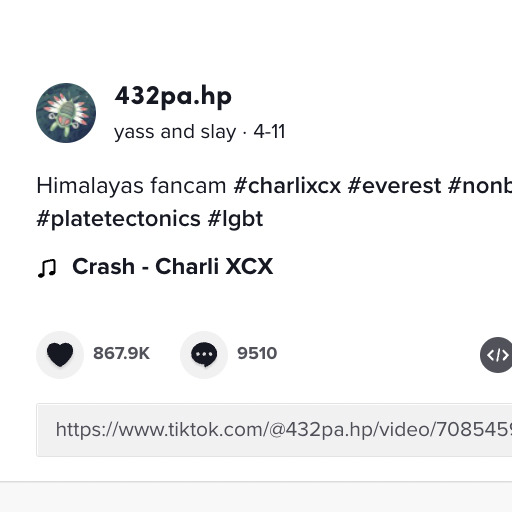 432pa.hp
yass and slay · 4-11
Himalayas fancam #charlixcx #everest #nonb
#platetectonics #lgbt
Crash - Charli XCX
867.9K 9510
https://www.tiktok.com/@432pa.hp/video/708545